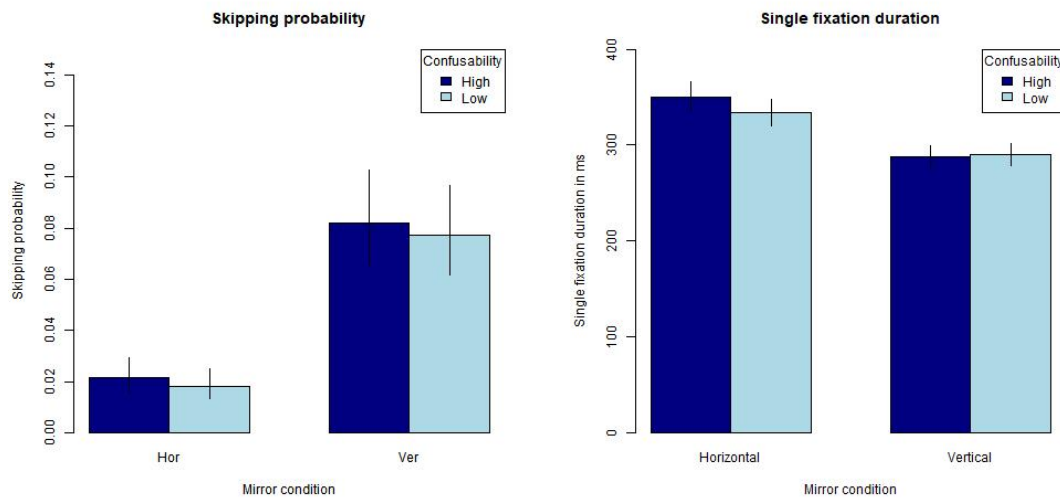 Skipping probability
Confusability
High
Low
Skipping probability
0.14
0.12
0.10
0.08
0.06
0.04
0.02
0.00
Hor
Ver
Mirror condition
Single fixation duration
Confusability
High
Low
Single fixation duration in ms
400
300
200
100
0
Horizontal
Vertical
Mirror condition